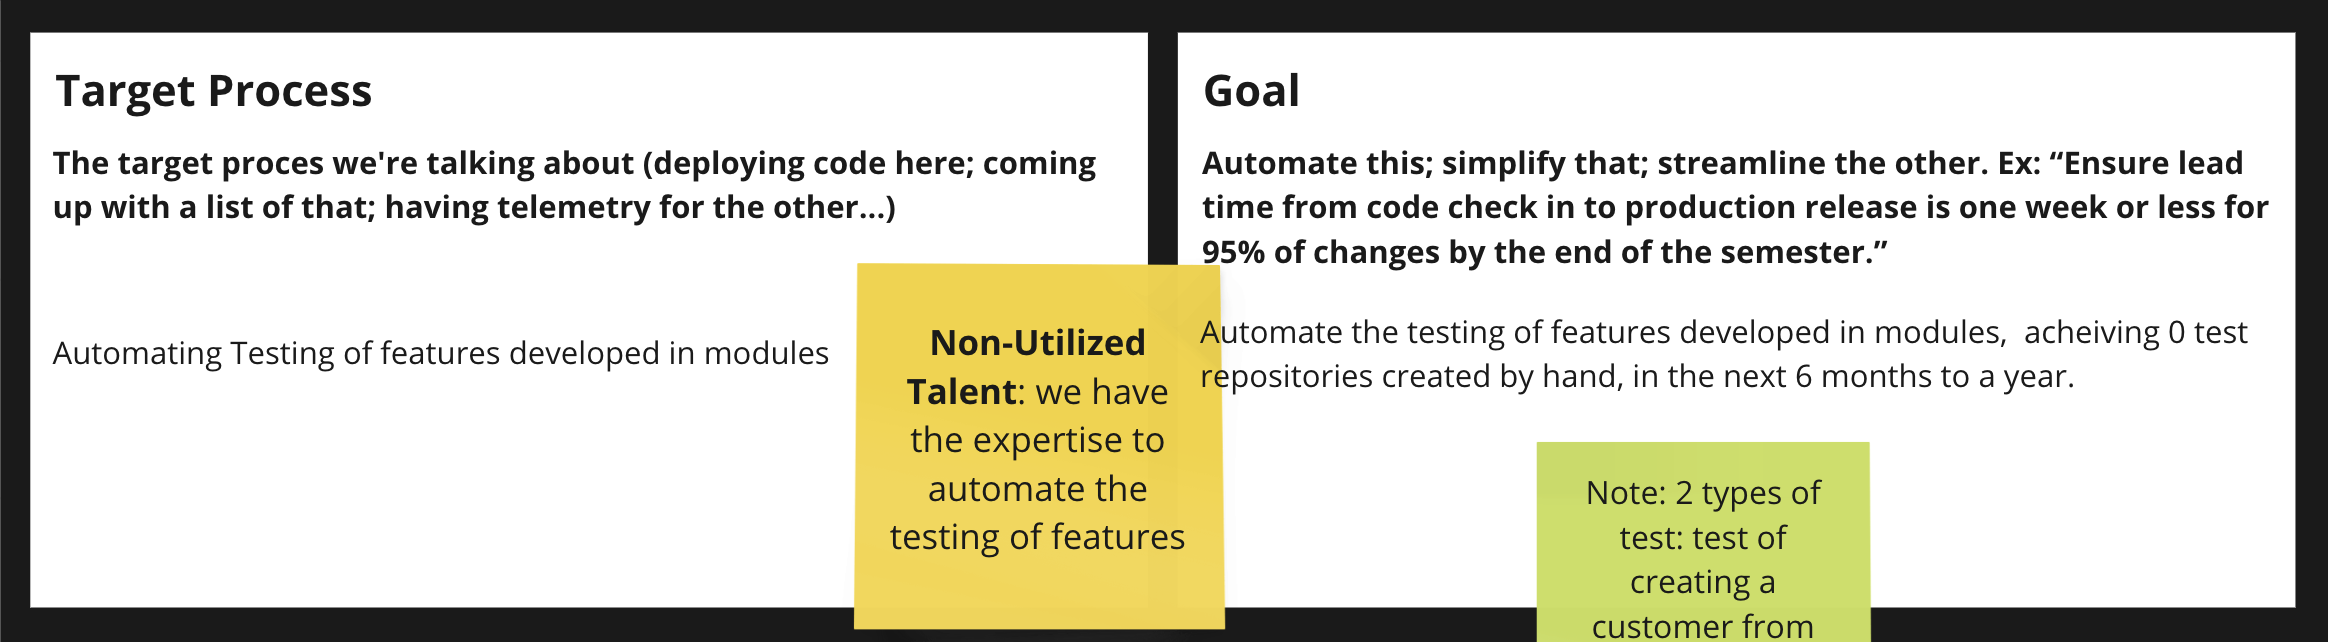 Target Process
The target proces we're talking about (deploying code here; coming
up with a list of that; having telemetry for the other...)
Automating Testing of features developed in modules
Non-Utilized
Talent: we have
the expertise to
automate the
testing of features
Goal
Automate this; simplify that; streamline the other. Ex: “Ensure lead
time from code check in to production release is one week or less for
95% of changes by the end of the semester.”
Automate the testing of features developed in modules,  acheiving 0 test
repositories created by hand, in the next 6 months to a year.
Note: 2 types of
test: test of
creating a
customer from